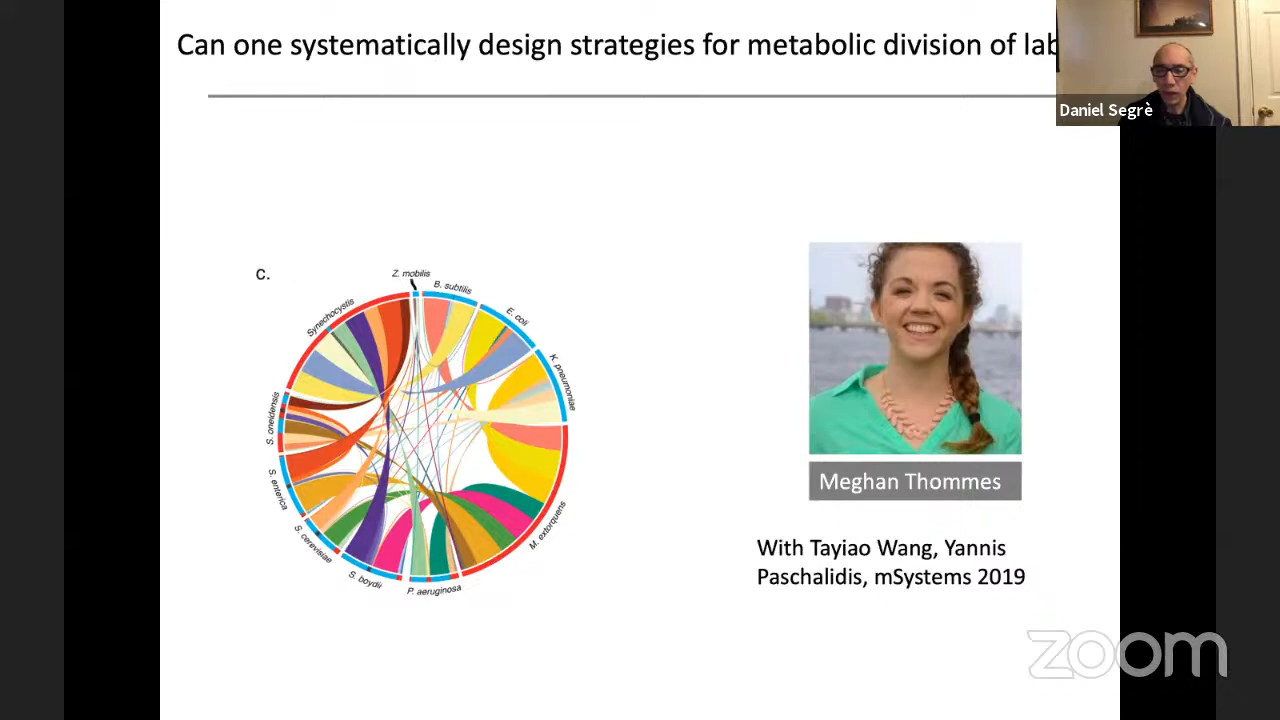 Can one systematically design strategies for metabolic division of lab
Daniel Segrè
c.
Z. mobilis
B. subtilis
E. coli
K. pneumoniae
M. extorquens
P. aeruginosa
S. boydii
S. cerevisiae
S. enterica
S. oneidensis
Synechocystis
Meghan Thommes
With Tayiao Wang, Yannis
Paschalidis, mSystems 2019
zoom